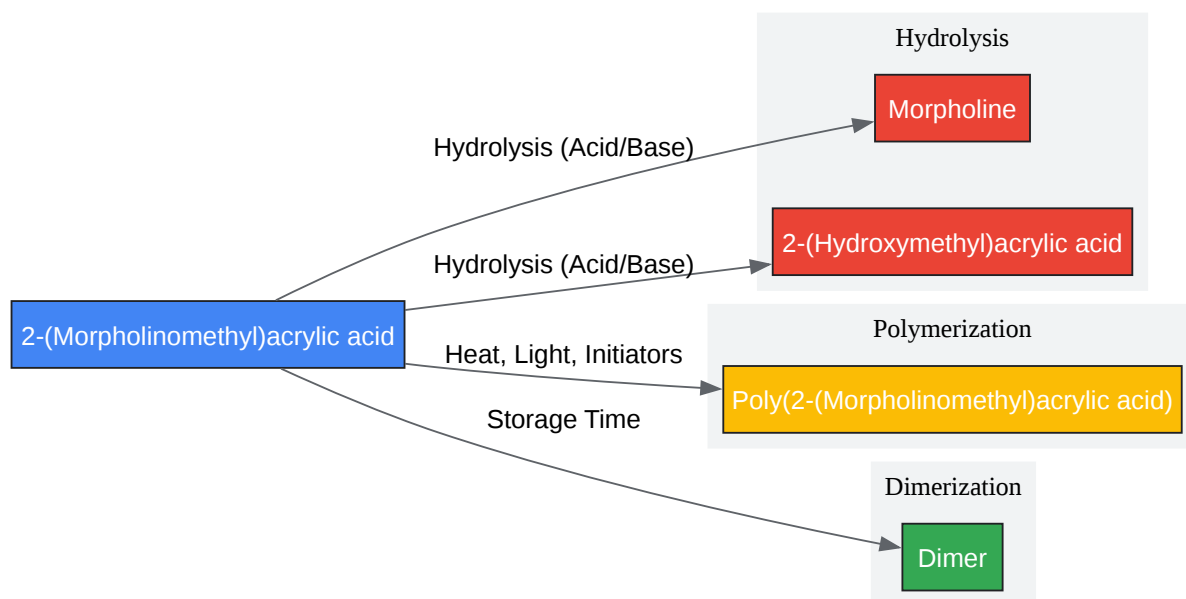 Hydrolysis
Morpholine
Hydrolysis (Acid/Base)
2-(Hydroxymethyl)acrylic acid
Hydrolysis (Acid/Base)
2-(Morpholinomethyl)acrylic acid
Polymerization
Heat, Light, Initiators
Poly(2-(Morpholinomethyl)acrylic acid)
Storage Time
Dimerization
Dimer